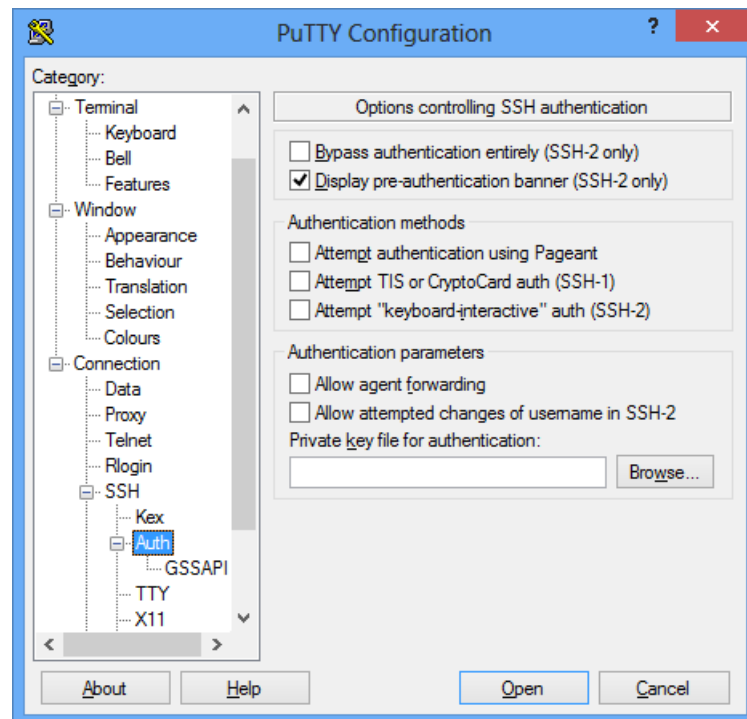 PuTTY Configuration
? ×
Category:
Terminal
Keyboard
Bell
Features
Window
Appearance
Behaviour
Translation
Selection
Colours
Connection
Data
Proxy
Telnet
Rlogin
SSH
Kex
Auth
GSSAPI
TTY
X11
Options controlling SSH authentication
Bypass authentication entirely (SSH-2 only)
Display pre-authentication banner (SSH-2 only)
Authentication methods
Attempt authentication using Pageant
Attempt TIS or CryptoCard auth (SSH-1)
Attempt "keyboard-interactive" auth (SSH-2)
Authentication parameters
Allow agent forwarding
Allow attempted changes of username in SSH-2
Private key file for authentication:
Browse...
About
Help
Open
Cancel